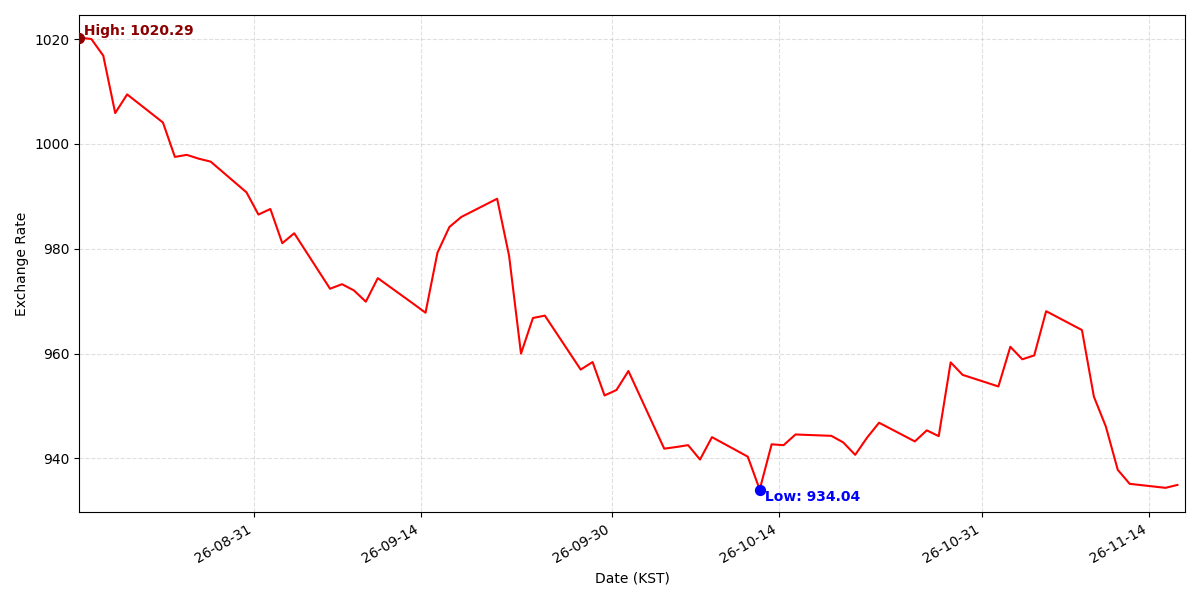 High: 1020.29
1020
1000
980
960
940
Exchange Rate
Low: 934.04
26-08-31
26-09-14
26-09-30
26-10-14
26-10-31
26-11-14
Date (KST)